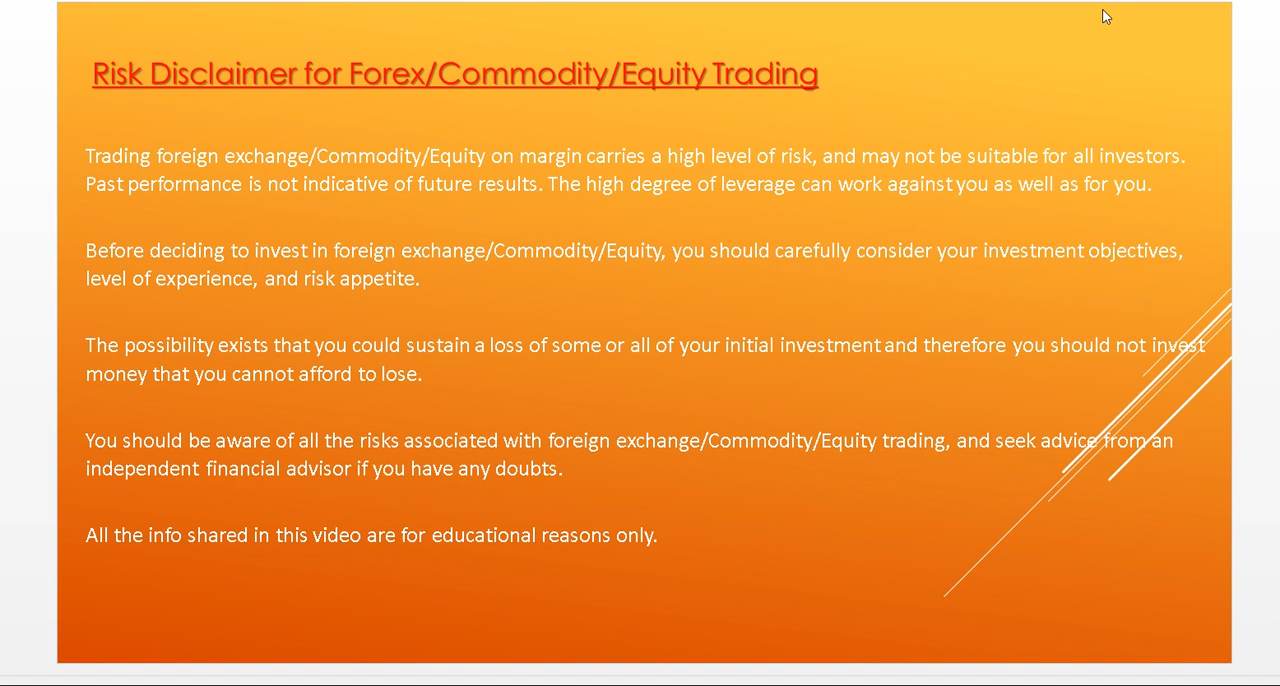 Risk Disclaimer for Forex/Commodity/Equity Trading
Trading foreign exchange/Commodity/Equity on margin carries a high level of risk, and may not be suitable for all investors.
Past performance is not indicative of future results. The high degree of leverage can work against you as well as for you.
Before deciding to invest in foreign exchange/Commodity/Equity, you should carefully consider your investment objectives,
level of experience, and risk appetite.
The possibility exists that you could sustain a loss of some or all of your initial investment and therefore you should not invest
money that you cannot afford to lose.
You should be aware of all the risks associated with foreign exchange/Commodity/Equity trading, and seek advice from an
independent financial advisor if you have any doubts.
All the info shared in this video are for educational reasons only.